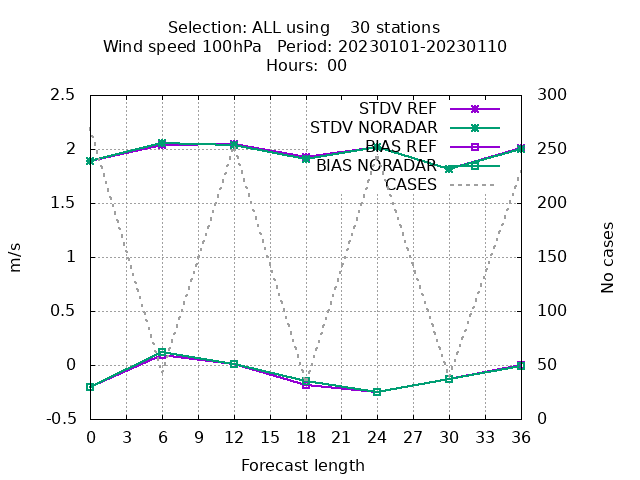 Selection: ALL using    30 stations
Wind speed 100hPa   Period: 20230101-20230110
Hours:  00
STDV REF
STDV NORADAR
BIAS REF
BIAS NORADAR
CASES
2.5
2
1.5
1
0.5
0
-0.5
m/s
300
250
200
150
100
50
0
No cases
0 3 6 9 12 15 18 21 24 27 30 33 36
Forecast length